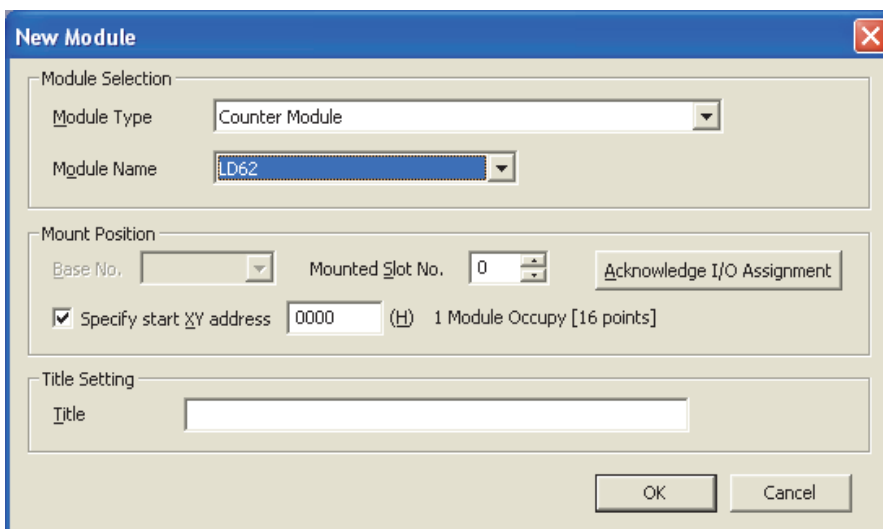 New Module
Module Selection
Module Type Counter Module
Module Name LD62
Mount Position
Base No. Mounted Slot No. 0 Acknowledge I/O Assignment
Specify start XY address 0000 (H) 1 Module Occupy [16 points]
Title Setting
Title
OK Cancel